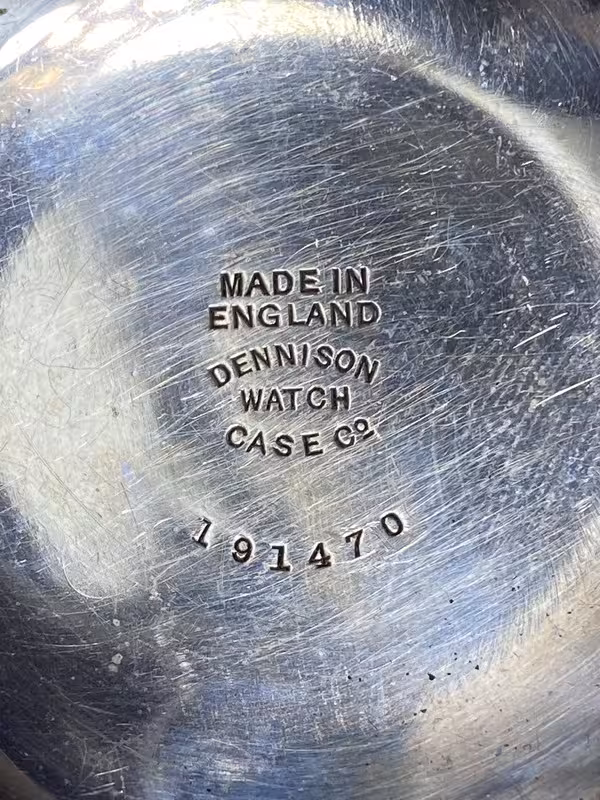 MADE IN
ENGLAND
DENNISON
WATCH
CASE Cº
191470